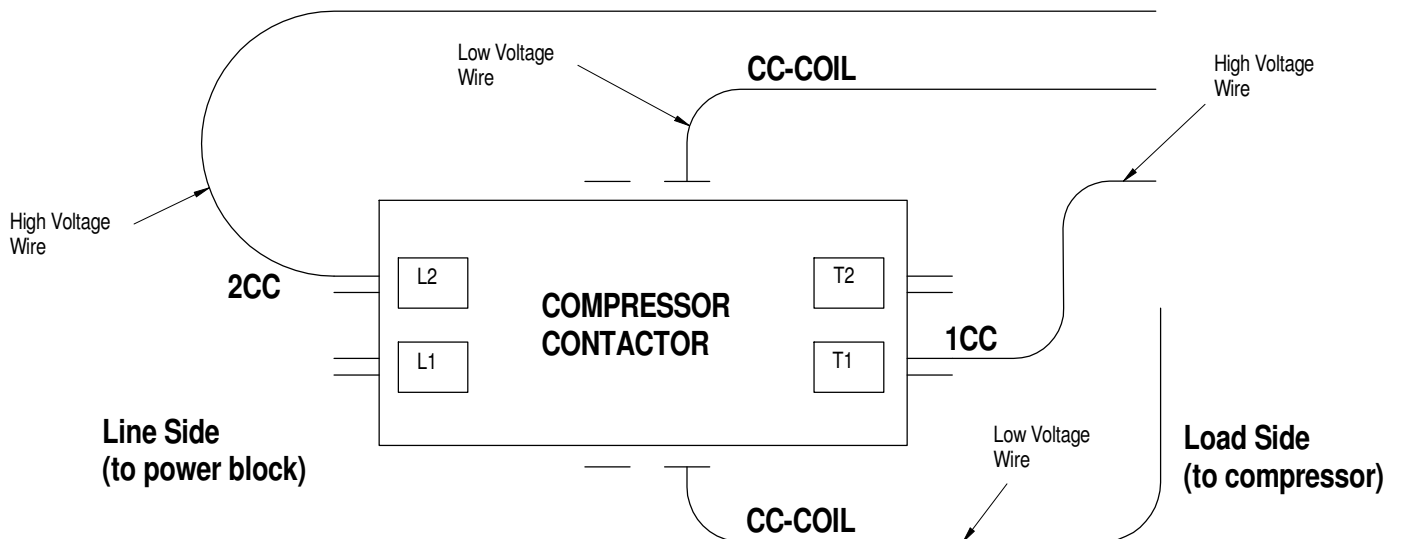 Low Voltage
Wire
CC-COIL
High Voltage
Wire
High Voltage
Wire
2CC
L2
T2
COMPRESSOR
CONTACTOR
1CC
L1
T1
Line Side
(to power block)
Low Voltage
Wire
Load Side
(to compressor)
CC-COIL